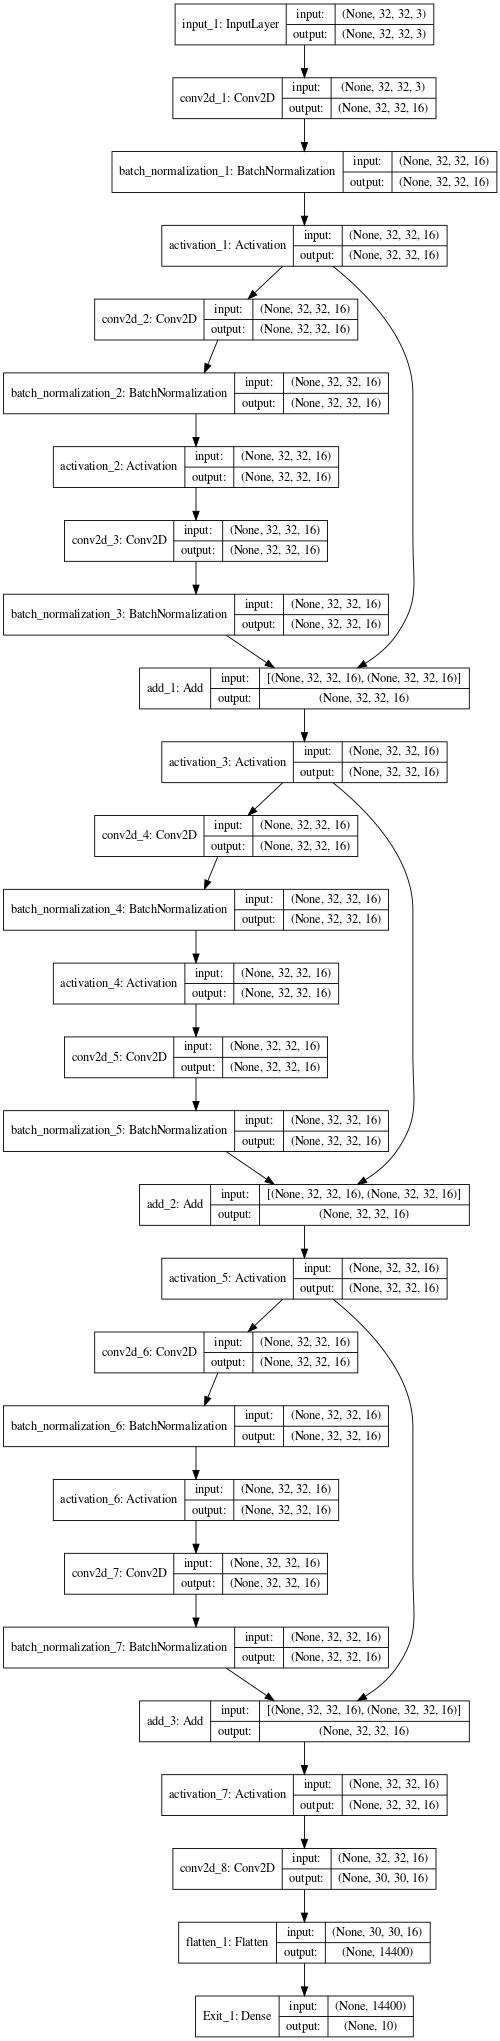 input_1: InputLayer input: (None, 32, 32, 3)
output: (None, 32, 32, 3)
conv2d_1: Conv2D input: (None, 32, 32, 3)
output: (None, 32, 32, 16)
batch_normalization_1: BatchNormalization input: (None, 32, 32, 16)
output: (None, 32, 32, 16)
activation_1: Activation input: (None, 32, 32, 16)
output: (None, 32, 32, 16)
conv2d_2: Conv2D input: (None, 32, 32, 16)
output: (None, 32, 32, 16)
batch_normalization_2: BatchNormalization input: (None, 32, 32, 16)
output: (None, 32, 32, 16)
activation_2: Activation input: (None, 32, 32, 16)
output: (None, 32, 32, 16)
conv2d_3: Conv2D input: (None, 32, 32, 16)
output: (None, 32, 32, 16)
batch_normalization_3: BatchNormalization input: (None, 32, 32, 16)
output: (None, 32, 32, 16)
add_1: Add input: [(None, 32, 32, 16), (None, 32, 32, 16)]
output: (None, 32, 32, 16)
activation_3: Activation input: (None, 32, 32, 16)
output: (None, 32, 32, 16)
conv2d_4: Conv2D input: (None, 32, 32, 16)
output: (None, 32, 32, 16)
batch_normalization_4: BatchNormalization input: (None, 32, 32, 16)
output: (None, 32, 32, 16)
activation_4: Activation input: (None, 32, 32, 16)
output: (None, 32, 32, 16)
conv2d_5: Conv2D input: (None, 32, 32, 16)
output: (None, 32, 32, 16)
batch_normalization_5: BatchNormalization input: (None, 32, 32, 16)
output: (None, 32, 32, 16)
add_2: Add input: [(None, 32, 32, 16), (None, 32, 32, 16)]
output: (None, 32, 32, 16)
activation_5: Activation input: (None, 32, 32, 16)
output: (None, 32, 32, 16)
conv2d_6: Conv2D input: (None, 32, 32, 16)
output: (None, 32, 32, 16)
batch_normalization_6: BatchNormalization input: (None, 32, 32, 16)
output: (None, 32, 32, 16)
activation_6: Activation input: (None, 32, 32, 16)
output: (None, 32, 32, 16)
conv2d_7: Conv2D input: (None, 32, 32, 16)
output: (None, 32, 32, 16)
batch_normalization_7: BatchNormalization input: (None, 32, 32, 16)
output: (None, 32, 32, 16)
add_3: Add input: [(None, 32, 32, 16), (None, 32, 32, 16)]
output: (None, 32, 32, 16)
activation_7: Activation input: (None, 32, 32, 16)
output: (None, 32, 32, 16)
conv2d_8: Conv2D input: (None, 32, 32, 16)
output: (None, 30, 30, 16)
flatten_1: Flatten input: (None, 30, 30, 16)
output: (None, 14400)
Exit_1: Dense input: (None, 14400)
output: (None, 10)